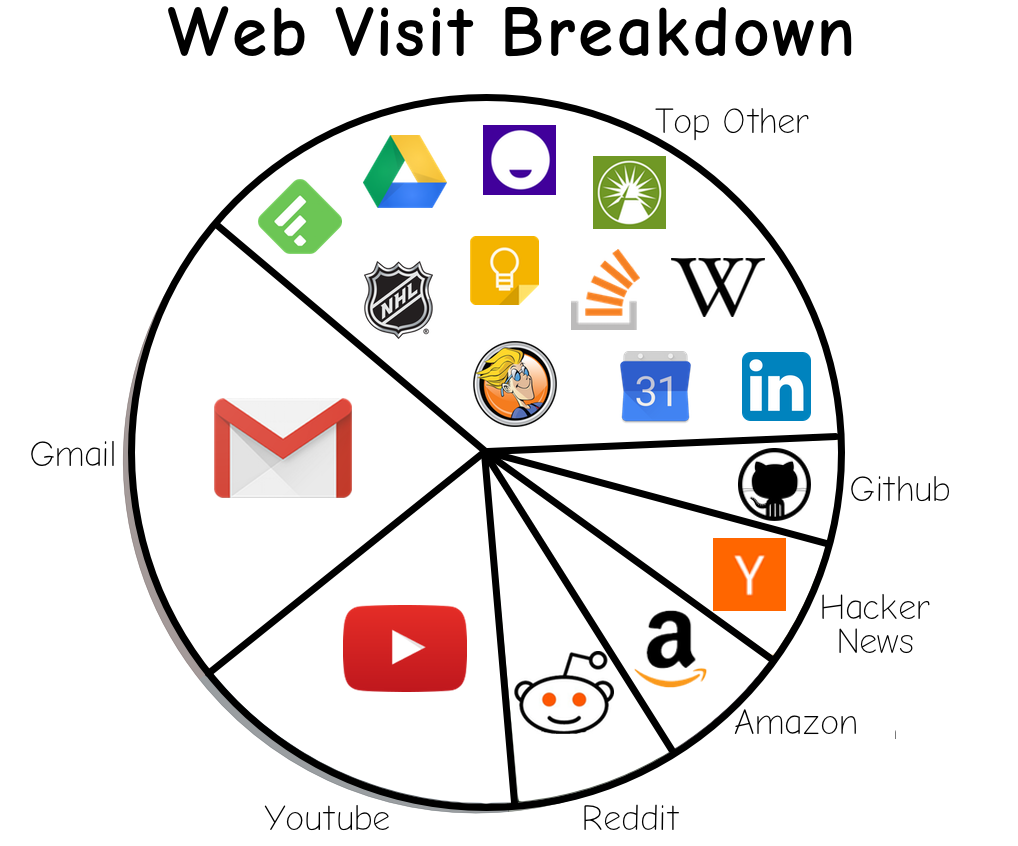 Web Visit Breakdown
Top Other
NHL
®
W
31
in
Gmail
Github
Y
Hacker
News
a
Amazon
Youtube
Reddit